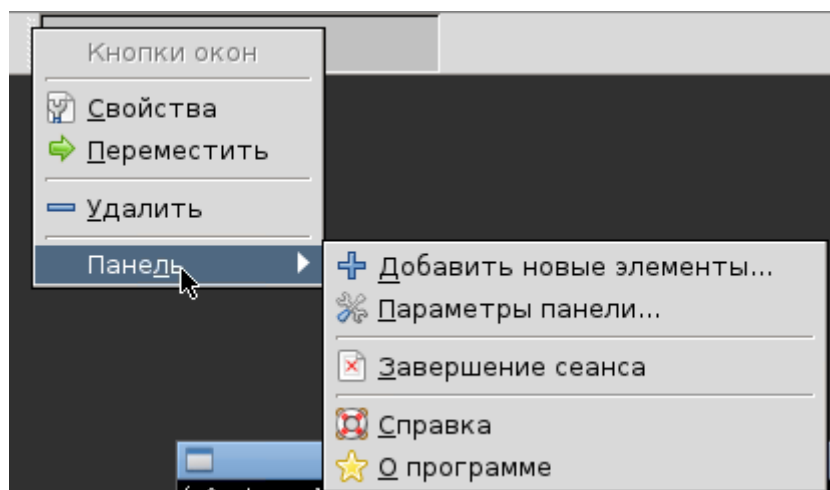 Кнопки окон
Свойства
Переместить
Удалить
Панель
Добавить новые элементы...
Параметры панели...
Завершение сеанса
Справка
О программе